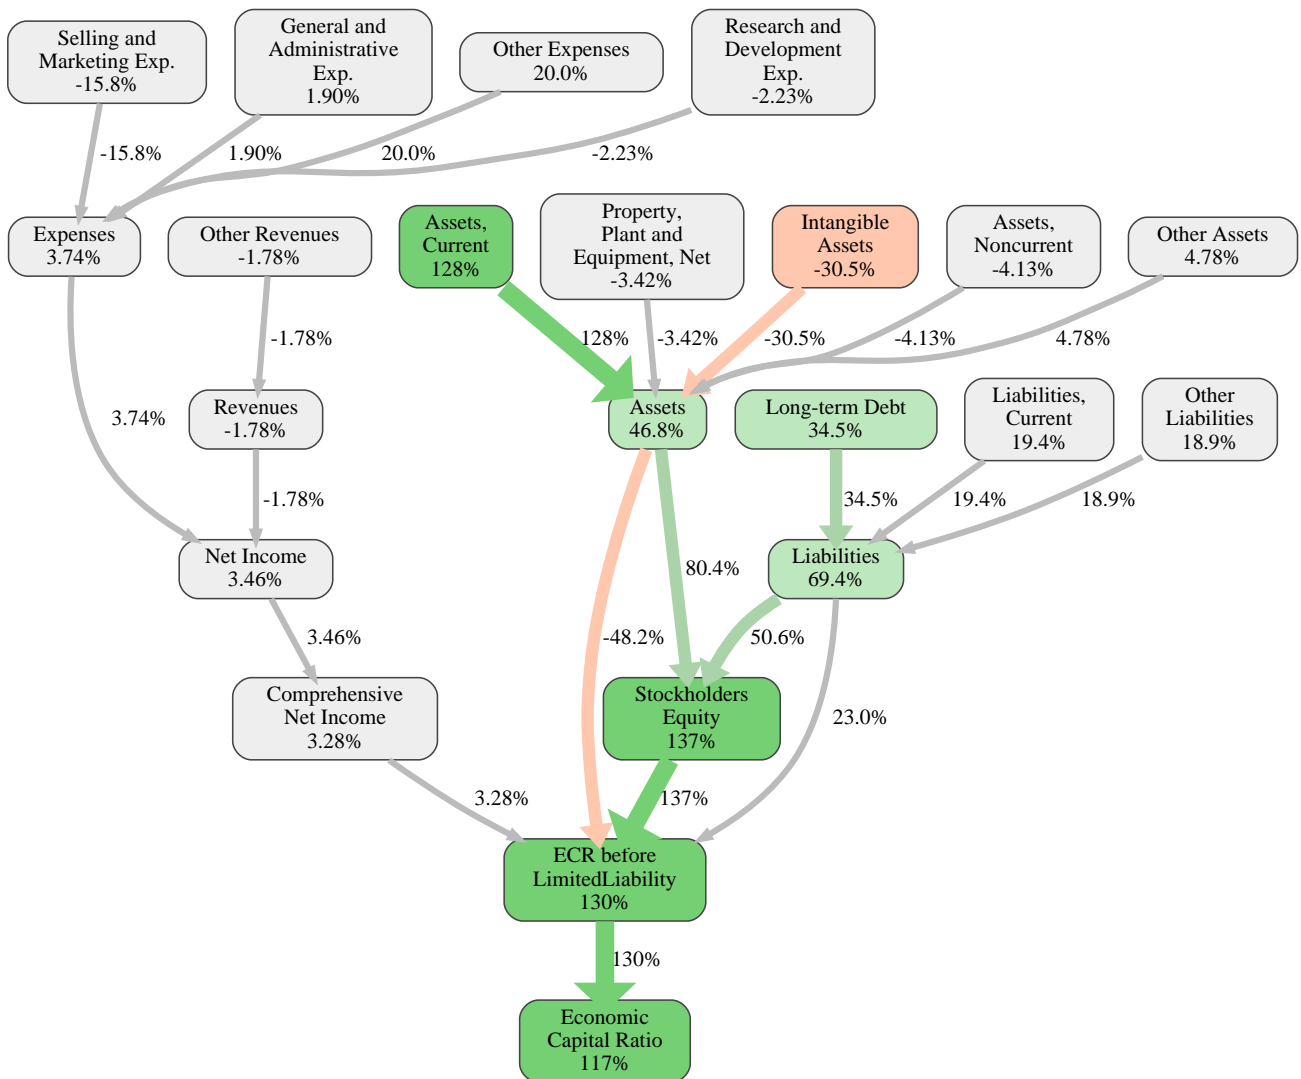 Selling and
Marketing Exp.
-15.8%
General and
Administrative
Exp.
1.90%
Other Expenses
20.0%
Research and
Development
Exp.
-2.23%
-15.8%
1.90%
20.0%
-2.23%
Expenses
3.74%
Other Revenues
-1.78%
Assets,
Current
128%
Property,
Plant and
Equipment, Net
-3.42%
Intangible
Assets
-30.5%
Assets,
Noncurrent
-4.13%
Other Assets
4.78%
-1.78%
128%
-3.42%
-30.5%
-4.13%
4.78%
3.74%
Revenues
-1.78%
Assets
46.8%
Long-term Debt
34.5%
Liabilities,
Current
19.4%
Other
Liabilities
18.9%
-1.78%
34.5%
19.4%
18.9%
Net Income
3.46%
80.4%
Liabilities
69.4%
3.46%
-48.2%
50.6%
Comprehensive
Net Income
3.28%
Stockholders
Equity
137%
23.0%
3.28%
137%
ECR before
LimitedLiability
130%
130%
Economic
Capital Ratio
117%